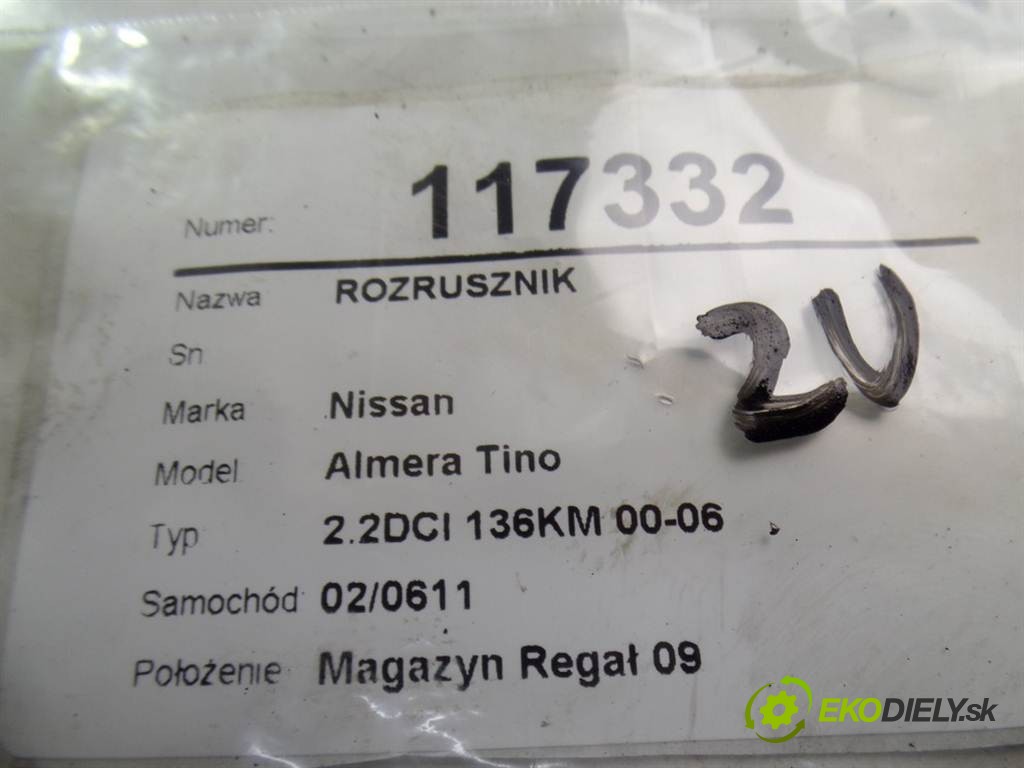 Numer: 117332
Nazwa ROZRUSZNIK
Sn
Marka Nissan
Model Almera Tino
Typ 2.2DCI 136KM 00-06
Samochód 02/0611
Położenie Magazyn Regał 09
EKODIELY.sk